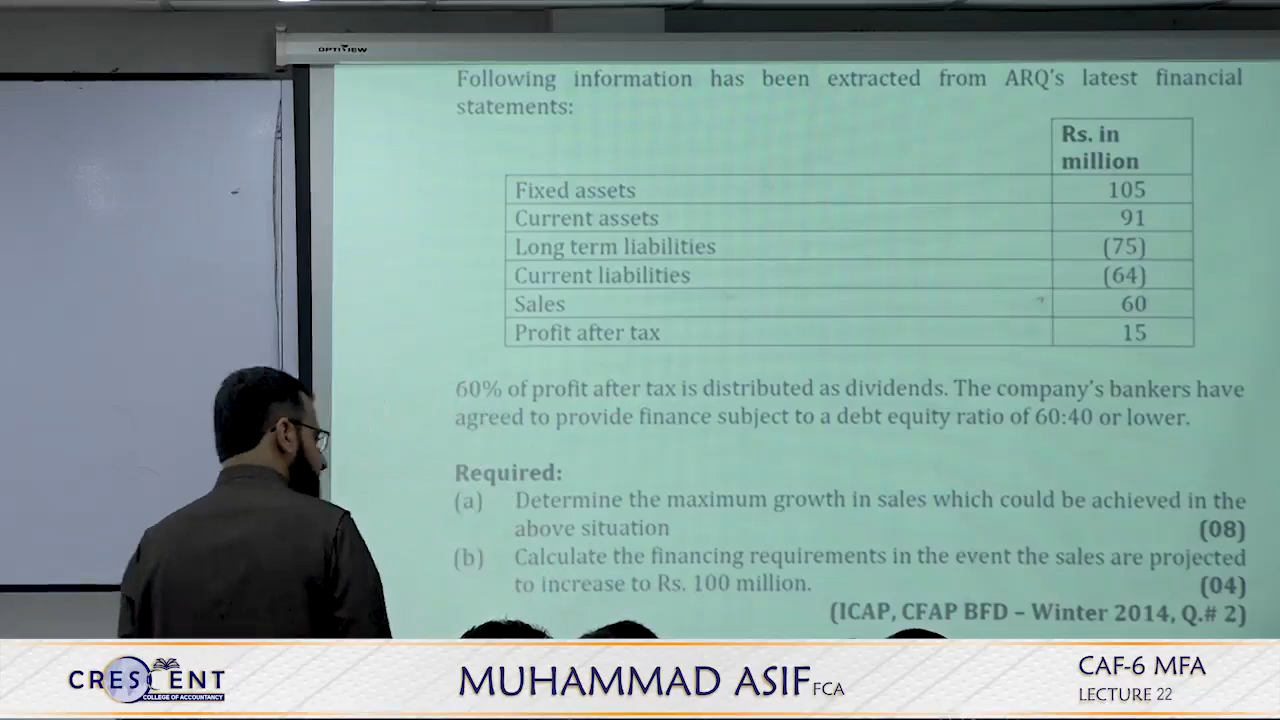 OPTIVIEW
Following information has been extracted from ARQ's latest financial
statements:
Rs. in
million
Fixed assets 105
Current assets 91
Long term liabilities (75)
Current liabilities (64)
Sales 60
Profit after tax 15
60% of profit after tax is distributed as dividends. The company's bankers have
agreed to provide finance subject to a debt equity ratio of 60:40 or lower.
Required:
(a) Determine the maximum growth in sales which could be achieved in the
above situation (08)
(b) Calculate the financing requirements in the event the sales are projected
to increase to Rs. 100 million. (04)
(ICAP, CFAP BFD – Winter 2014, Q.# 2)
CRESCENT
COLLEGE OF ACCOUNTANCY
MUHAMMAD ASIF FCA
CAF-6 MFA
LECTURE 22